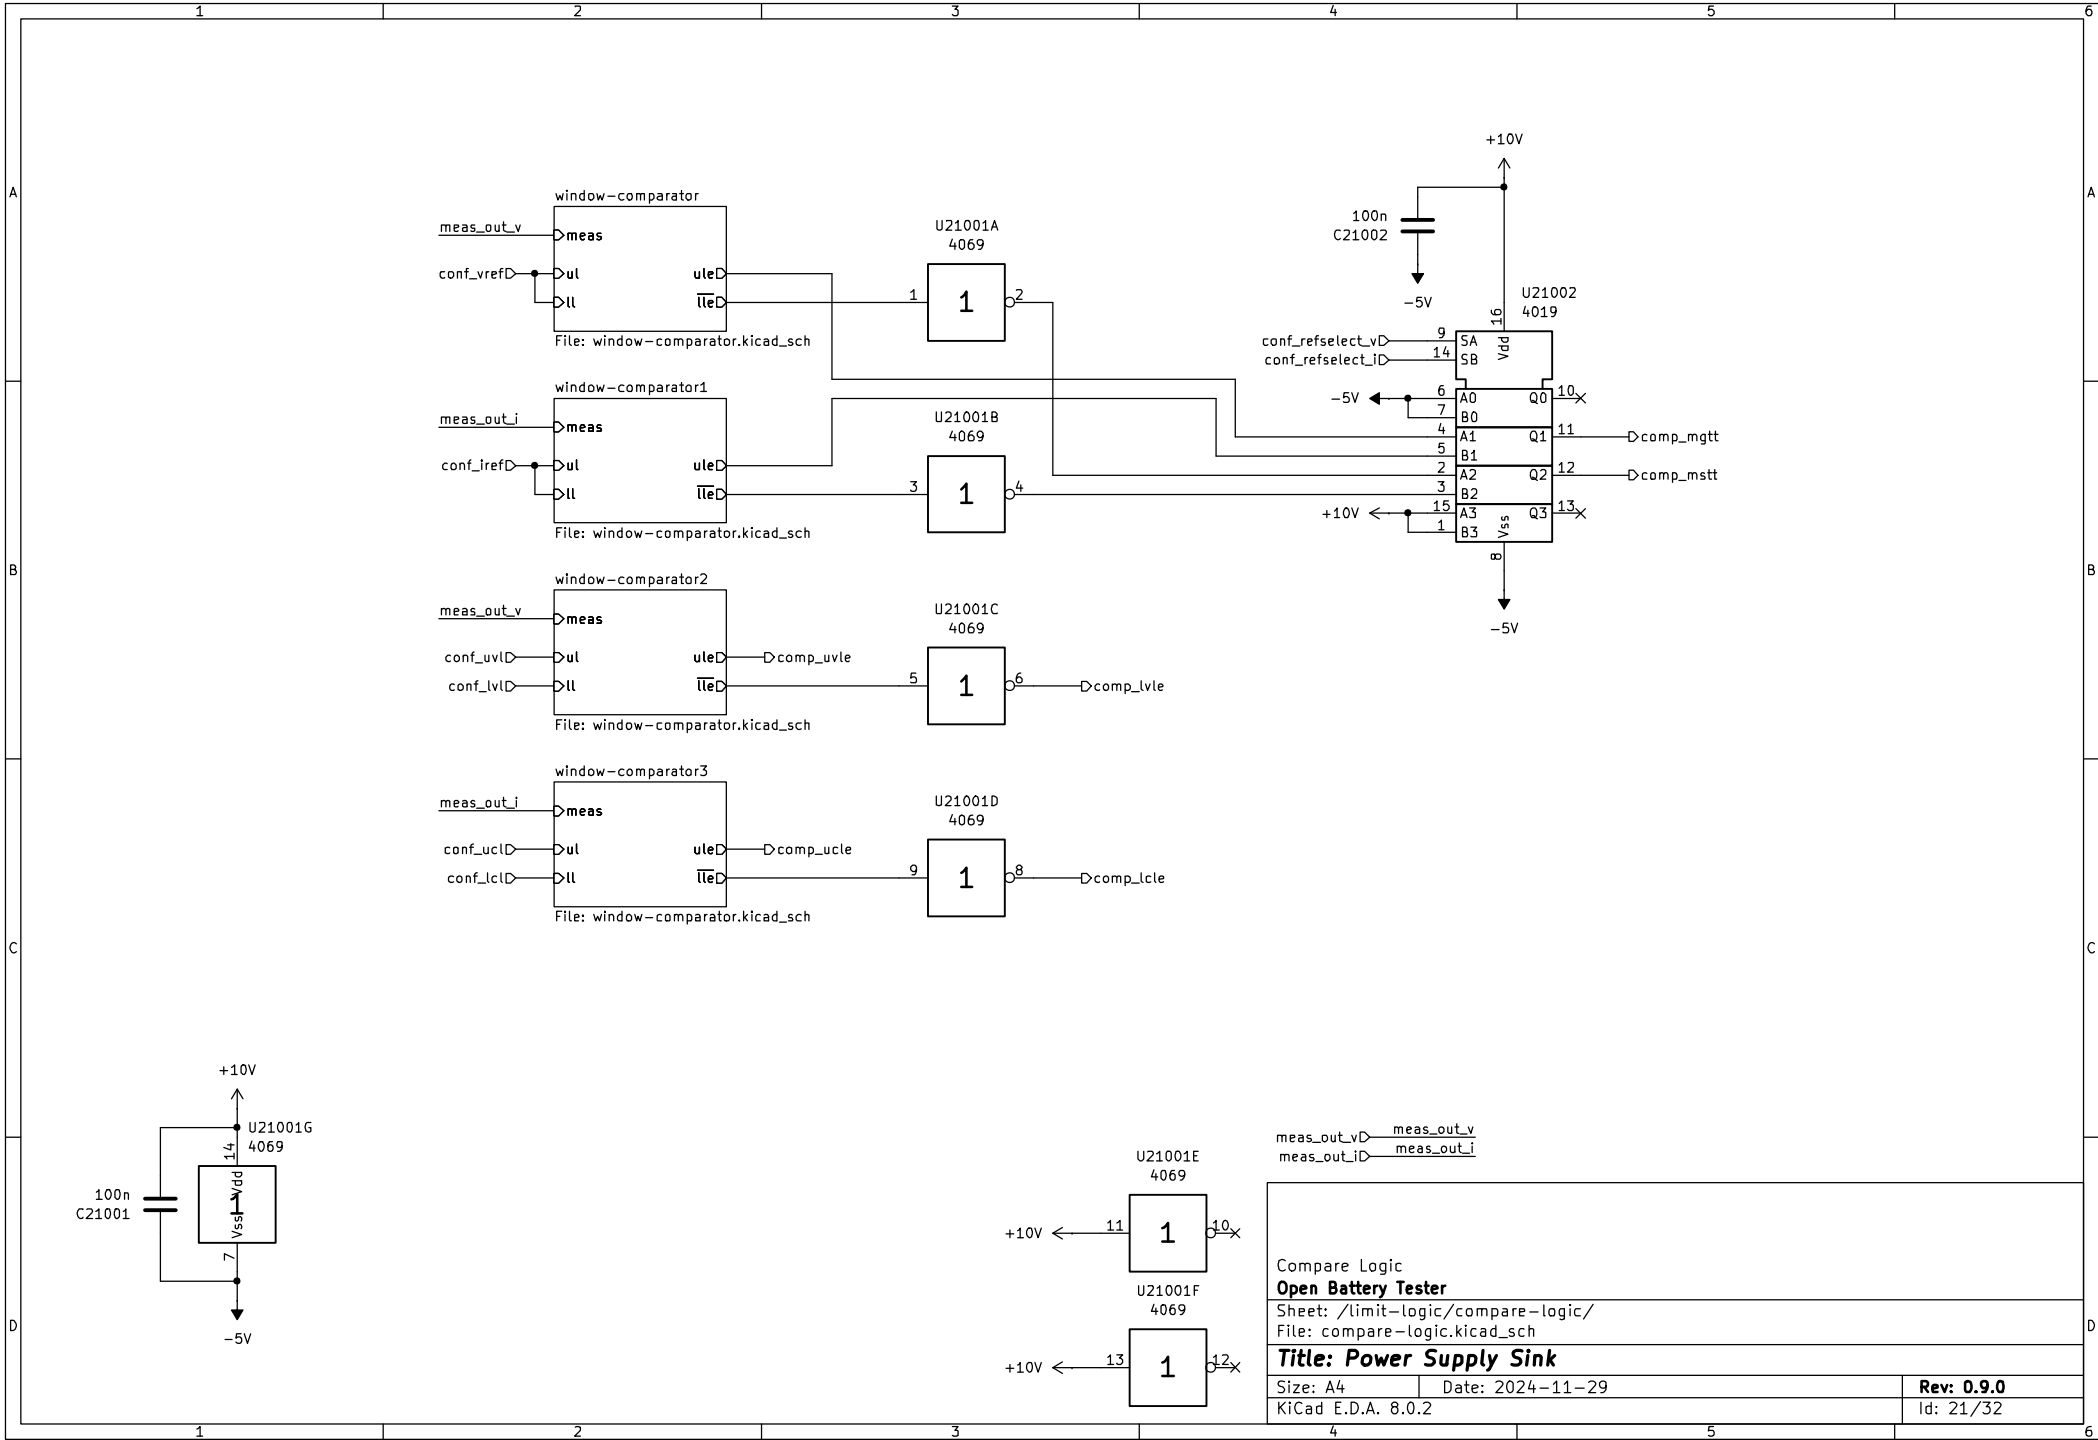 1 2 3 4 5 6
A
B
C
D
window-comparator
meas_out_v
meas
conf_vref
ul
ule
ll
lle
File: window-comparator.kicad_sch
U21001A
4069
1
1
2
window-comparator1
meas_out_i
meas
conf_iref
ul
ule
ll
lle
File: window-comparator.kicad_sch
U21001B
4069
3
1
4
window-comparator2
meas_out_v
meas
conf_uvl
ul
ule
comp_uvle
conf_lvl
ll
lle
File: window-comparator.kicad_sch
U21001C
4069
5
1
6
comp_lvle
window-comparator3
meas_out_i
meas
conf_ucl
ul
ule
comp_ucle
conf_lcl
ll
lle
File: window-comparator.kicad_sch
U21001D
4069
9
1
8
comp_lcle
+10V
100n
C21002
-5V
U21002
4019
16
Vdd
conf_refselect_v
9
SA
conf_refselect_i
14
SB
-5V
6
A0
Q0
10
7
B0
4
A1
Q1
11
comp_mgtt
5
B1
2
A2
Q2
12
comp_mstt
3
B2
+10V
15
A3
Q3
13
1
B3
Vss
8
-5V
+10V
U21001G
4069
14
Vdd
1
Vss
7
100n
C21001
-5V
U21001E
4069
+10V
11
1
10
U21001F
4069
+10V
13
1
12
meas_out_v
meas_out_v
meas_out_i
meas_out_i
Compare Logic
Open Battery Tester
Sheet: /limit-logic/compare-logic/
File: compare-logic.kicad_sch
Title: Power Supply Sink
Size: A4
Date: 2024-11-29
Rev: 0.9.0
KiCad E.D.A. 8.0.2
Id: 21/32
A
B
C
D
1 2 3 4 5 6